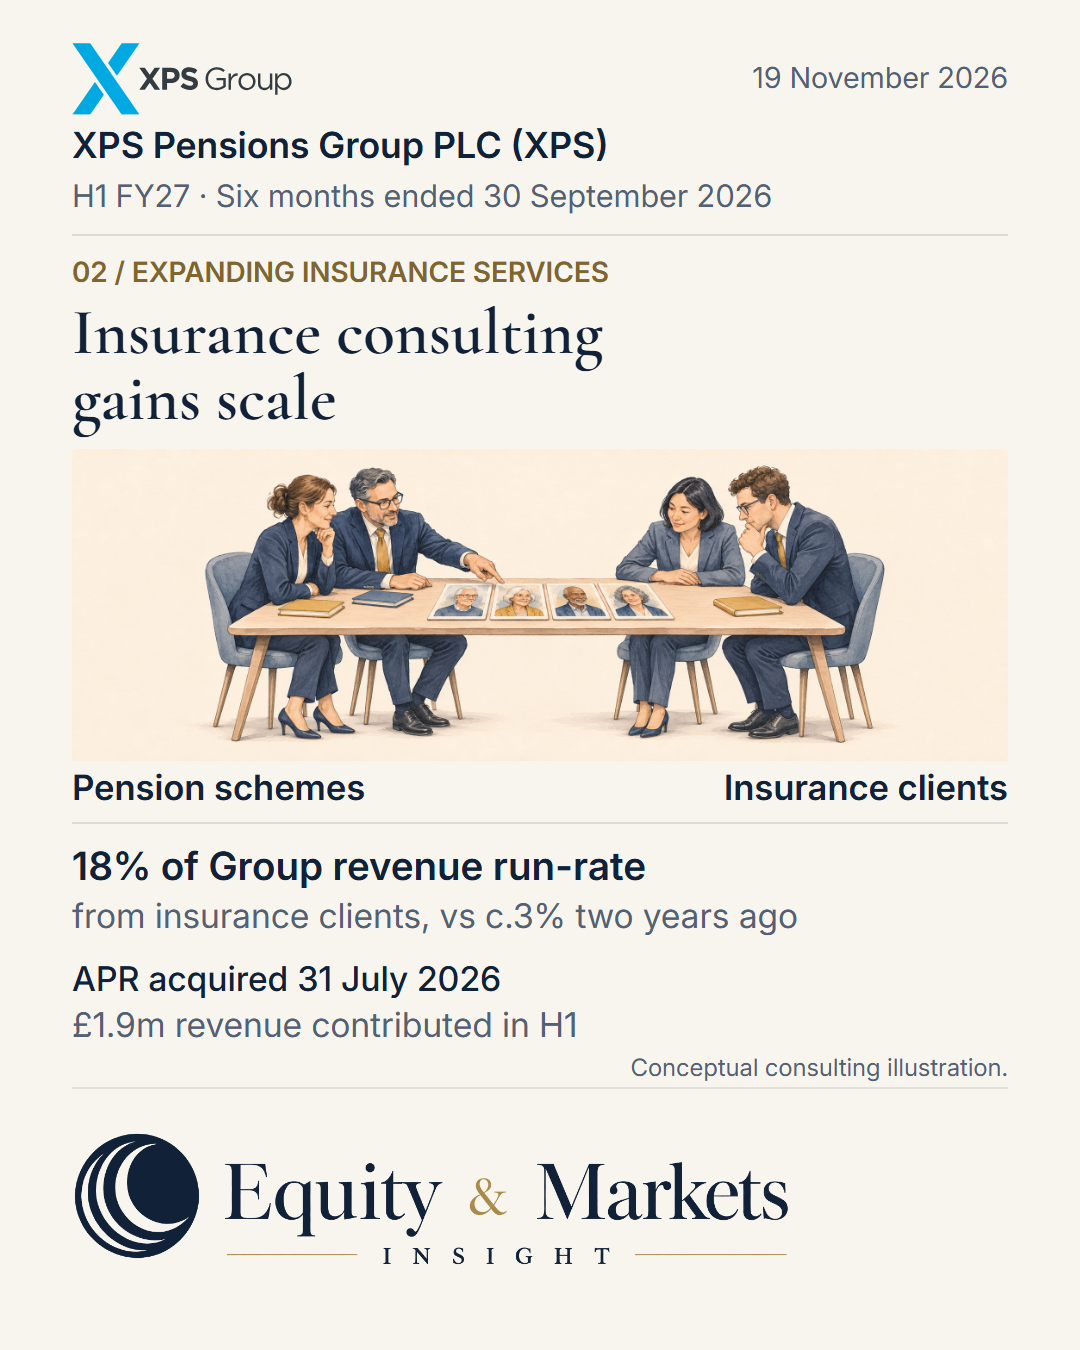 XPS Group
19 November 2026
XPS Pensions Group PLC (XPS)
H1 FY27 · Six months ended 30 September 2026
02 / EXPANDING INSURANCE SERVICES
Insurance consulting
gains scale
Pension schemes
Insurance clients
18% of Group revenue run-rate
from insurance clients, vs c.3% two years ago
APR acquired 31 July 2026
£1.9m revenue contributed in H1
Conceptual consulting illustration.
Equity & Markets
INSIGHT